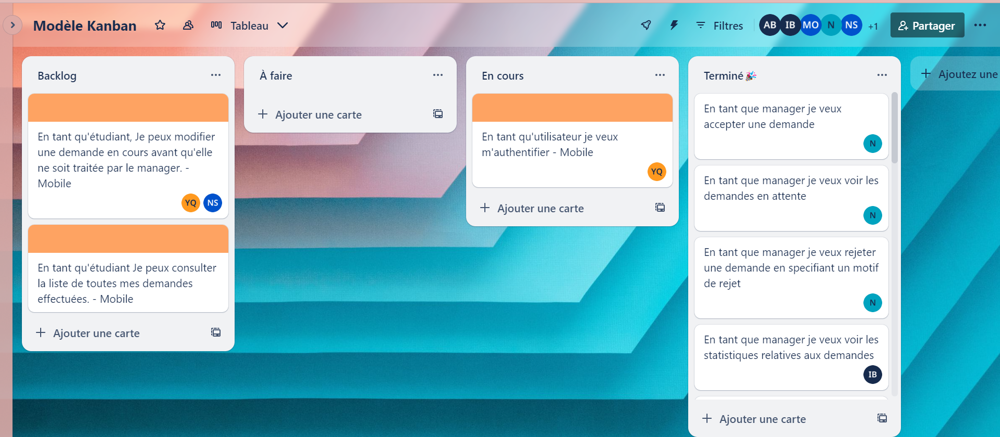 Modèle Kanban
Tableau
Filtres
AB
IB
MO
N
NS
+1
Partager
Backlog
En tant qu'étudiant, Je peux modifier
une demande en cours avant qu'elle
ne soit traitée par le manager. -
Mobile
YQ
NS
En tant qu'étudiant Je peux consulter
la liste de toutes mes demandes
effectuées. - Mobile
Ajouter une carte
À faire
Ajouter une carte
En cours
En tant qu'utilisateur je veux
m'authentifier - Mobile
YQ
Ajouter une carte
Terminé🎉
En tant que manager je veux
accepter une demande
N
En tant que manager je veux voir les
demandes en attente
N
En tant que manager je veux rejeter
une demande en specifiant un motif
de rejet
N
En tant que manager je veux voir les
statistiques relatives aux demandes
IB
Ajouter une carte
Ajoutez une